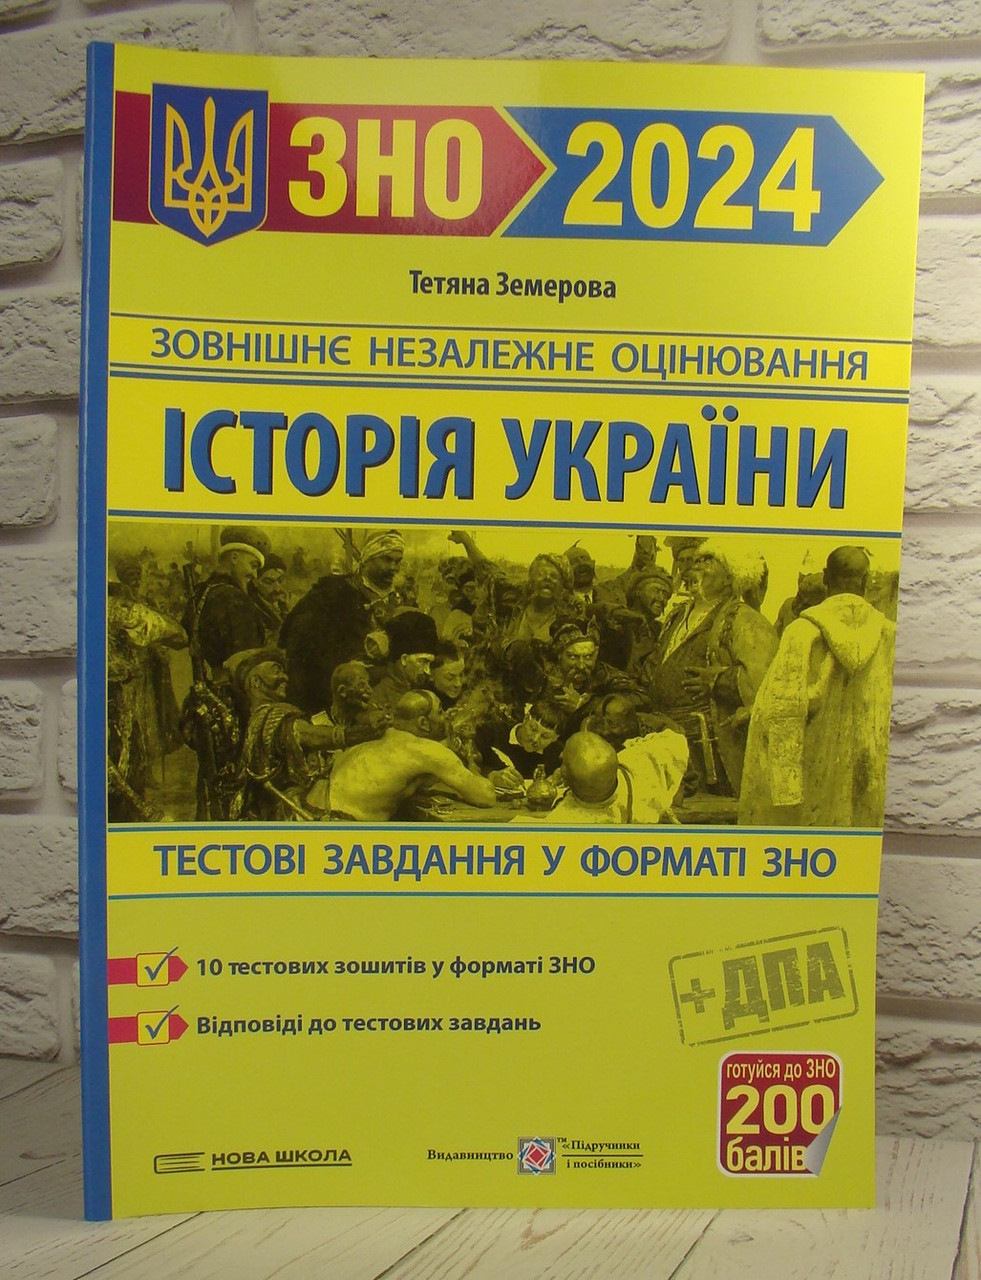 ЗНО 2024
Тетяна Земерова
ЗОВНІШНЄ НЕЗАЛЕЖНЕ ОЦІНЮВАННЯ
ІСТОРІЯ УКРАЇНИ
ТЕСТОВІ ЗАВДАННЯ У ФОРМАТІ ЗНО
10 тестових зошитів у форматі ЗНО
Відповіді до тестових завдань
+ДПА
готуйся до ЗНО
200
балів
НОВА ШКОЛА
Видавництво ™ «Підручники
і посібники»